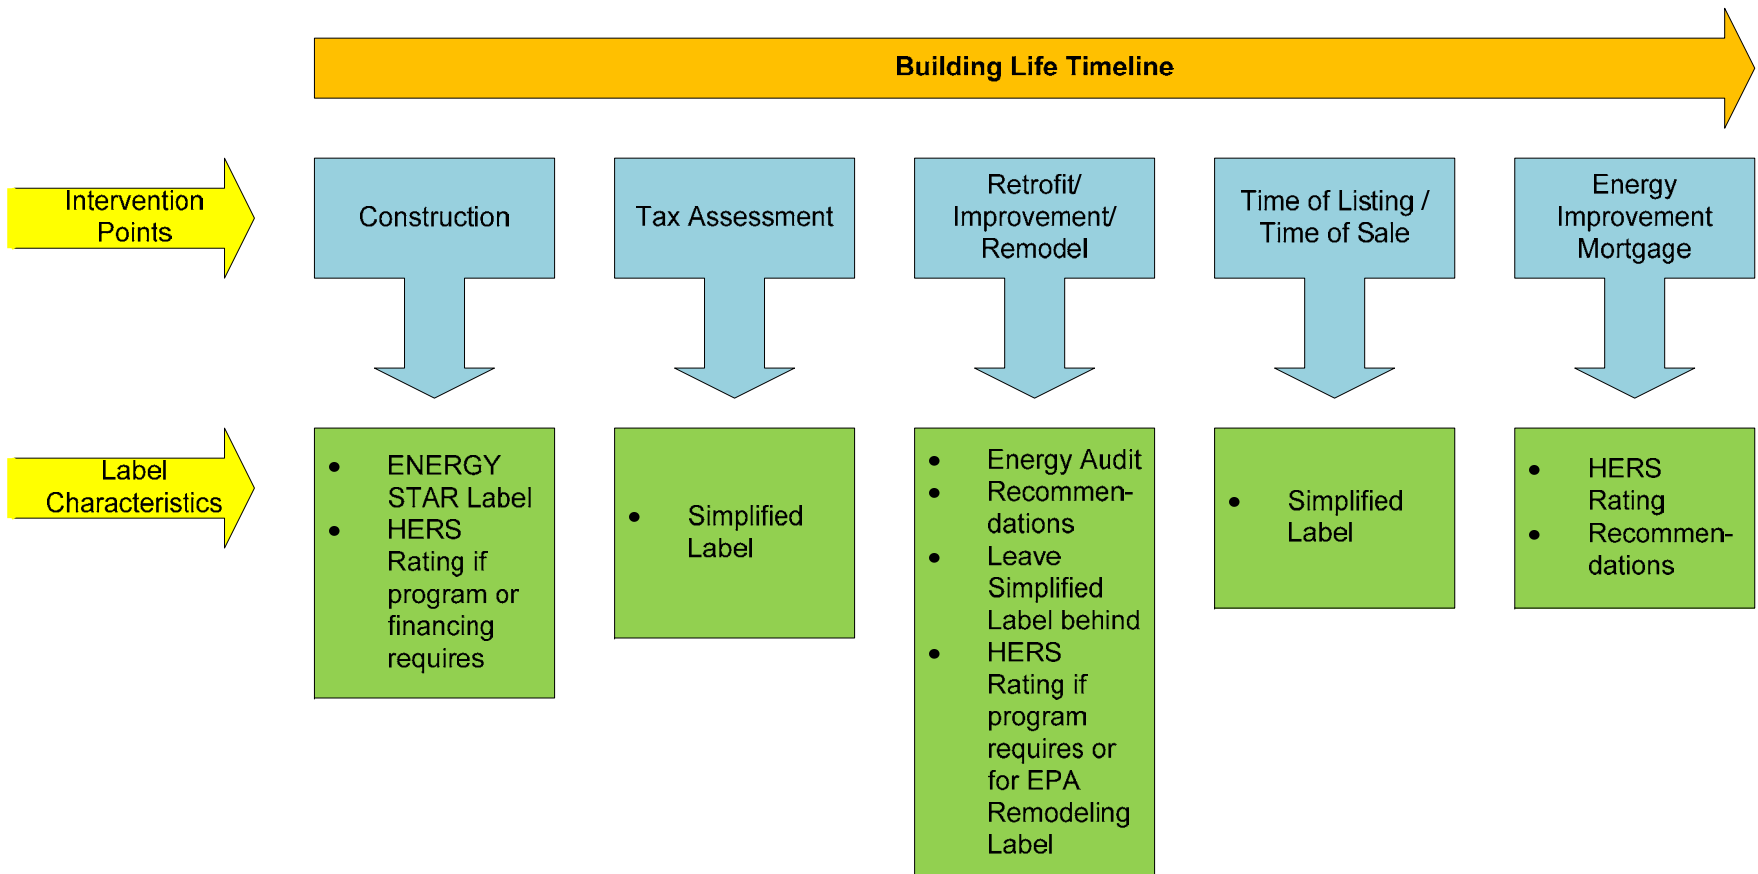 Building Life Timeline
Intervention
Points
Construction
Tax Assessment
Retrofit/
Improvement/
Remodel
Time of Listing /
Time of Sale
Energy
Improvement
Mortgage
Label
Characteristics
• ENERGY
STAR Label
• HERS
Rating if
program or
financing
requires
• Simplified
Label
• Energy Audit
• Recommen-
dations
• Leave
Simplified
Label behind
• HERS
Rating if
program
requires or
for EPA
Remodeling
Label
• Simplified
Label
• HERS
Rating
• Recommen-
dations